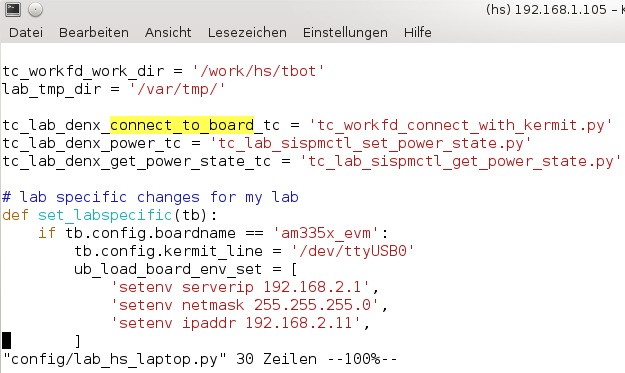 (hs) 192.168.1.105 –
Datei Bearbeiten Ansicht Lesezeichen Einstellungen Hilfe
tc_workfd_work_dir = '/work/hs/tbot'
lab_tmp_dir = '/var/tmp/'
tc_lab_denx_connect_to_board_tc = 'tc_workfd_connect_with_kermit.py'
tc_lab_denx_power_tc = 'tc_lab_sispmctl_set_power_state.py'
tc_lab_denx_get_power_state_tc = 'tc_lab_sispmctl_get_power_state.py'
# lab specific changes for my lab
def set_labspecific(tb):
    if tb.config.boardname == 'am335x_evm':
        tb.config.kermit_line = '/dev/ttyUSB0'
        ub_load_board_env_set = [
            'setenv serverip 192.168.2.1',
            'setenv netmask 255.255.255.0',
            'setenv ipaddr 192.168.2.11',
        ]
"config/lab_hs_laptop.py" 30 Zeilen --100%--